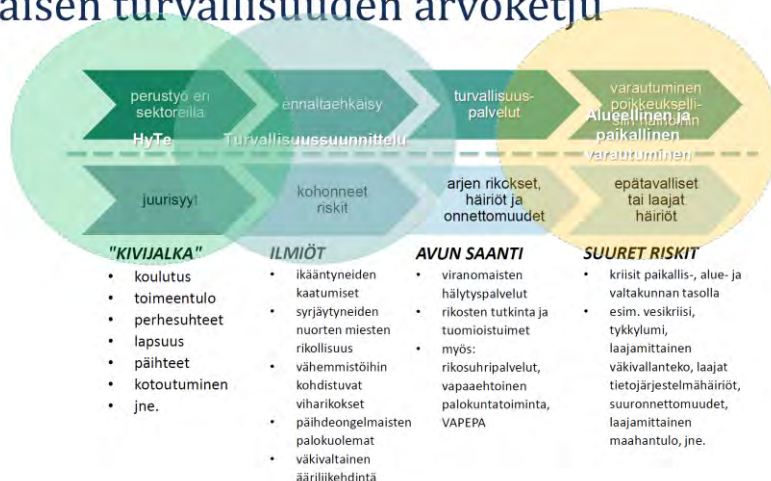 aisen turvallisuuden arvoketju
perustyö eri
sektoreilla
ennaltaehkäisy
turvallisuus-
palvelut
varautuminen
poikkeukselli-
siin häiriöihin
HyTe
Turvallisuussuunnittelu
Alueellinen ja
paikallinen
varautuminen
juurisyyt
kohonneet
riskit
arjen rikokset,
häiriöt ja
onnettomuudet
epätavalliset
tai laajat
häiriöt
"KIVIJALKA"
• koulutus
• toimeentulo
• perhesuhteet
• lapsuus
• päihteet
• kotoutuminen
• jne.
ILMIÖT
• ikääntyneiden
kaatumiset
• syrjäytyneiden
nuorten miesten
rikollisuus
• vähemmistöihin
kohdistuvat
viharikokset
• päihdeongelmaisten
palokuolemat
• väkivaltainen
ääriliikehdintä
AVUN SAANTI
• viranomaisten
hälytyspalvelut
• rikosten tutkinta ja
tuomioistuimet
• myös:
rikosuhripalvelut,
vapaaehtoinen
palokuntatoiminta,
VAPEPA
SUURET RISKIT
• kriisit paikallis-, alue- ja
valtakunnan tasolla
• esim. vesikriisi,
tykkylumi,
laajamittainen
väkivallanteko, laajat
tietojärjestelmähäiriöt,
suuronnettomuudet,
laajamittainen
maahantulo, jne.